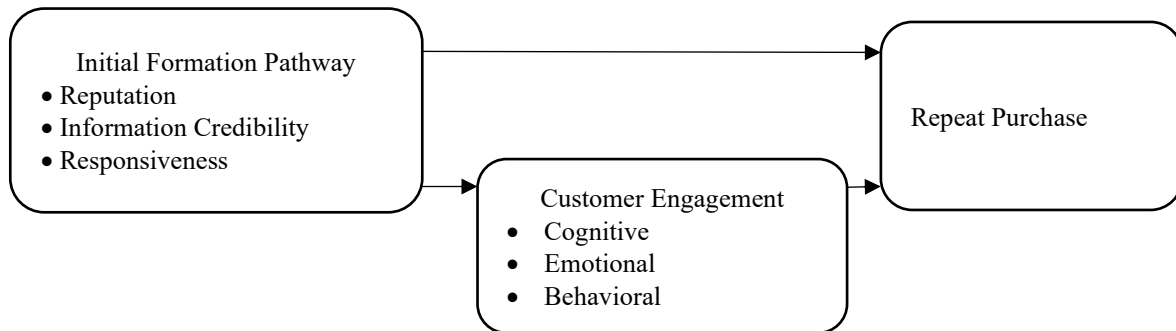 Initial Formation Pathway
• Reputation
• Information Credibility
• Responsiveness
Repeat Purchase
Customer Engagement
• Cognitive
• Emotional
• Behavioral